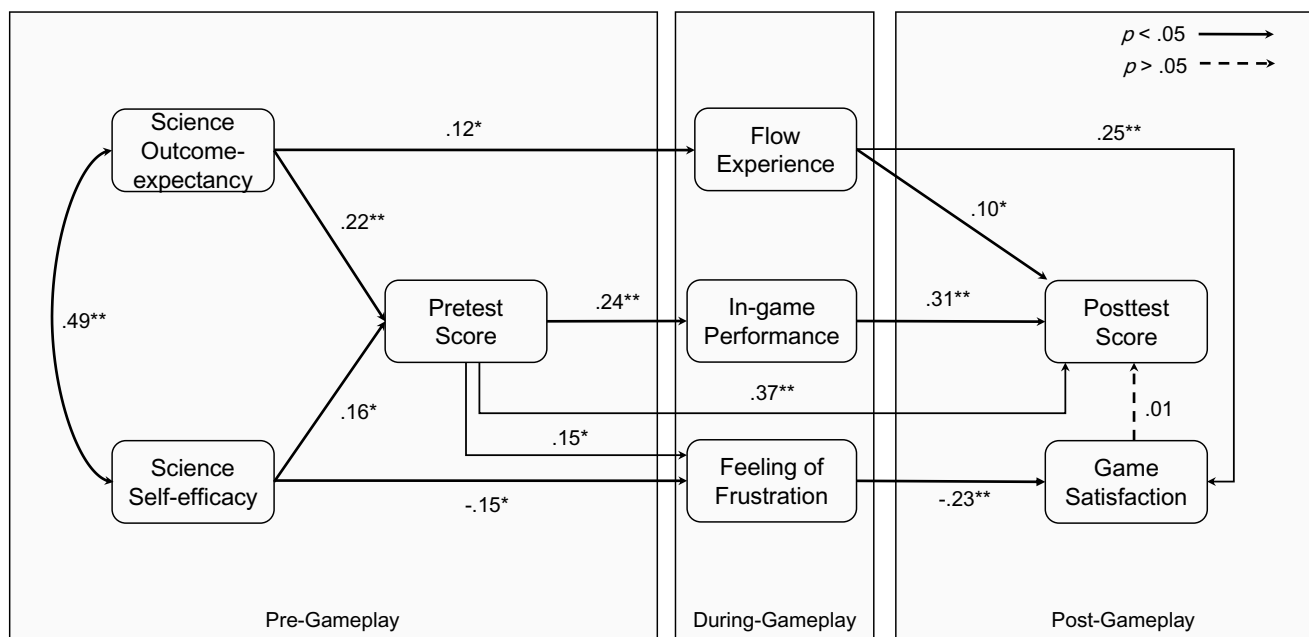 p < .05
p > .05
Science
Outcome-
expectancy
.12*
Flow
Experience
.25**
.22**
.10*
.49**
Pretest
Score
.24**
In-game
Performance
.31**
Posttest
Score
.16*
.37**
.15*
.01
Science
Self-efficacy
-.15*
Feeling of
Frustration
-.23**
Game
Satisfaction
Pre-Gameplay
During-Gameplay
Post-Gameplay